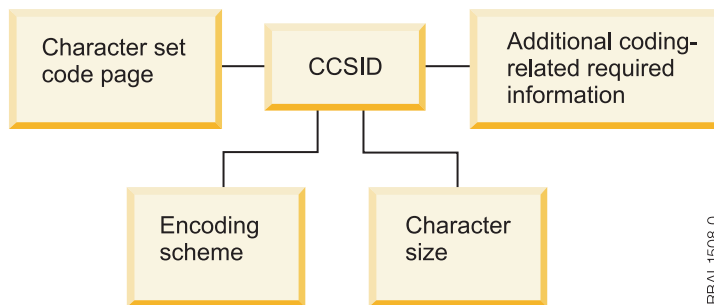 Character set
code page
CCSID
Additional coding-
related required
information
Encoding
scheme
Character
size